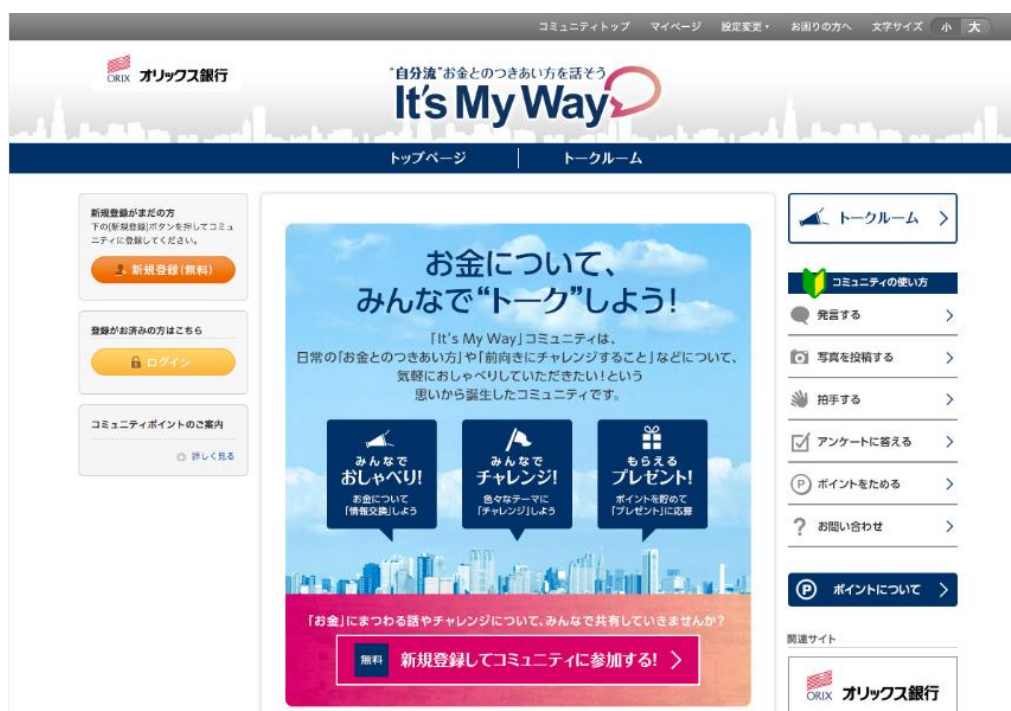 コミュニティトップ マイページ 設定変更 お困りの方へ 文字サイズ 小 大
ORIX オリックス銀行
"自分流"お金とのつきあい方を話そう
It's My Way
トップページ トークルーム
新規登録がまだの方
下の[新規登録]ボタンを押してコミュ
ニティに登録してください。
新規登録(無料)
登録がお済みの方はこちら
ログイン
コミュニティポイントのご案内
詳しく見る
お金について、
みんなで“トーク”しよう!
「It's My Way」コミュニティは、
日常の「お金とのつきあい方」や「前向きにチャレンジすること」などについて、
気軽におしゃべりしていただきたい!という
思いから誕生したコミュニティです。
みんなで
おしゃべり!
お金について
「情報交換」しよう
みんなで
チャレンジ!
色々なテーマに
「チャレンジ」しよう
もらえる
プレゼント!
ポイントを貯めて
「プレゼント」に応募
「お金」にまつわる話やチャレンジについて、みんなで共有していきませんか?
無料 新規登録してコミュニティに参加する!
トークルーム
コミュニティの使い方
発言する
写真を投稿する
拍手する
アンケートに答える
P ポイントをためる
? お問い合わせ
P ポイントについて
関連サイト
ORIX オリックス銀行